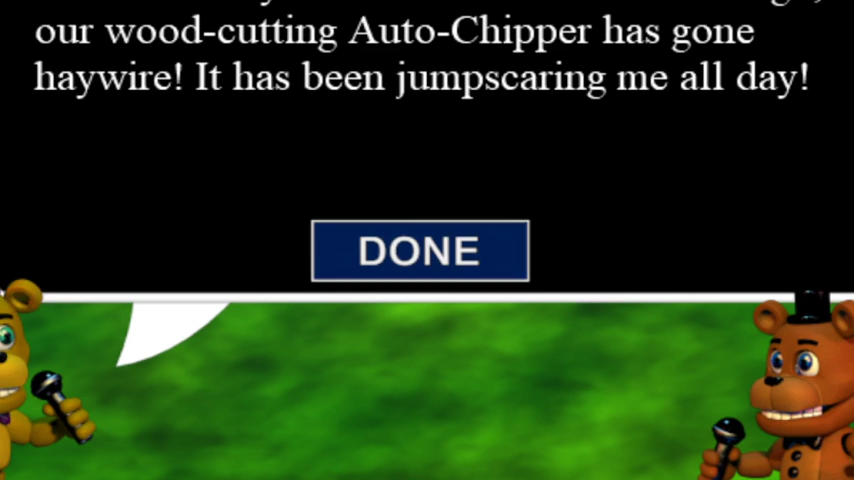 our wood-cutting Auto-Chipper has gone
haywire! It has been jumpscaring me all day!
DONE